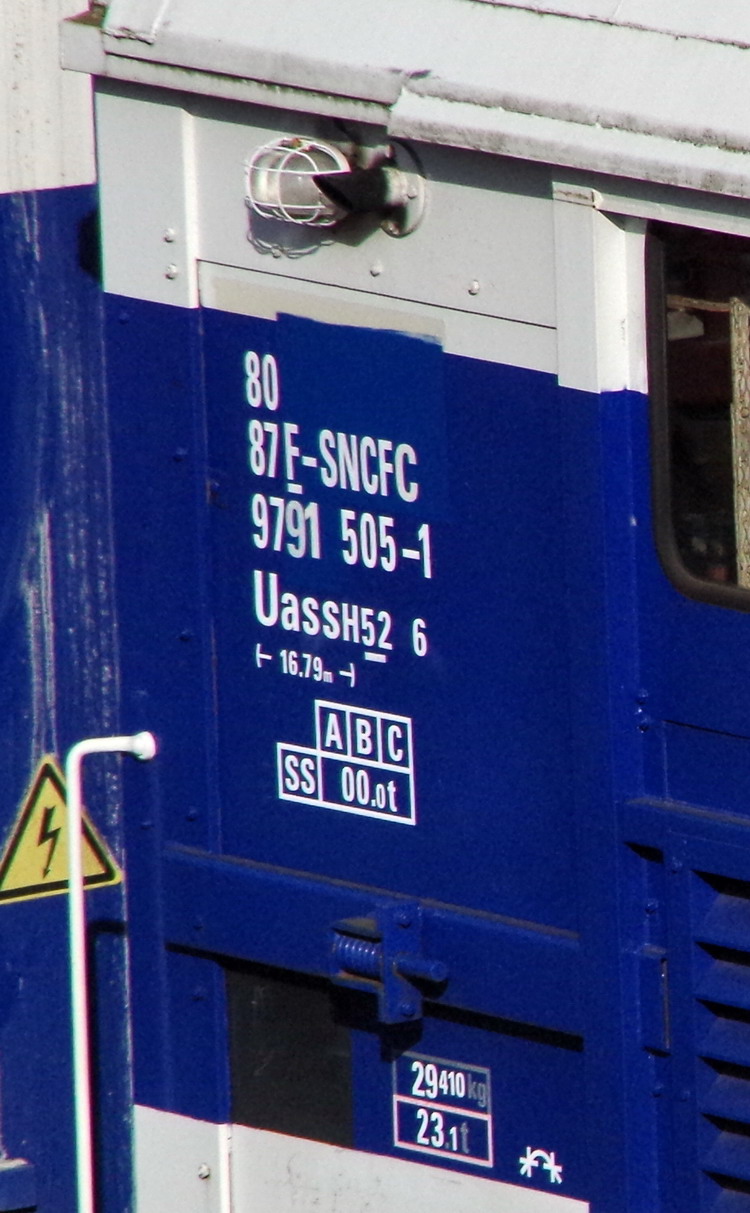 80
87 F-SNCFC
9791 505-1
UassH52 6
(- 16.79m -)
A B C
SS 00.0t
29410 kg
23.1t